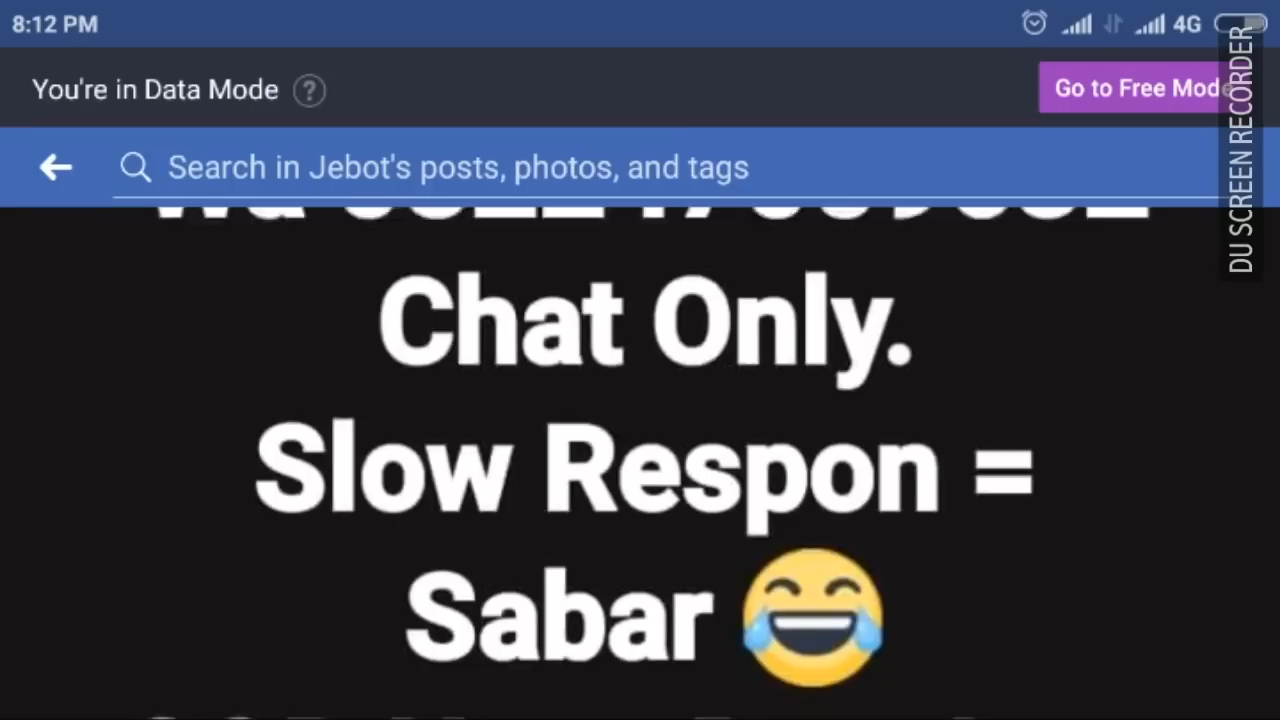 8:12 PM
4G
You're in Data Mode ?
Go to Free Mode
DU SCREEN RECORDER
Search in Jebot's posts, photos, and tags
Chat Only.
Slow Respon =
Sabar 😂